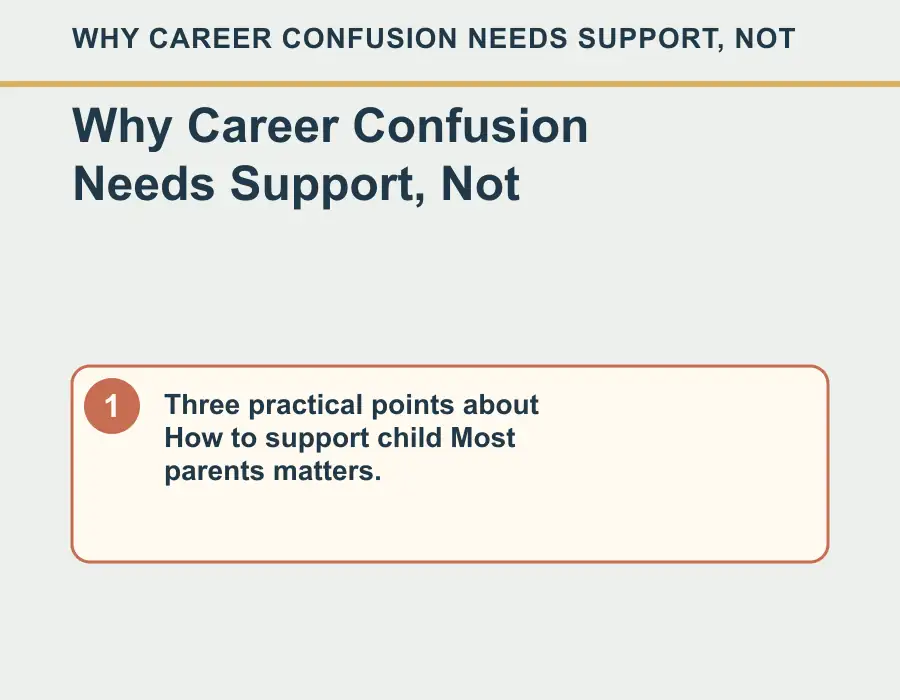 WHY CAREER CONFUSION NEEDS SUPPORT, NOT
Why Career Confusion
Needs Support, Not
1
Three practical points about
How to support child Most
parents matters.